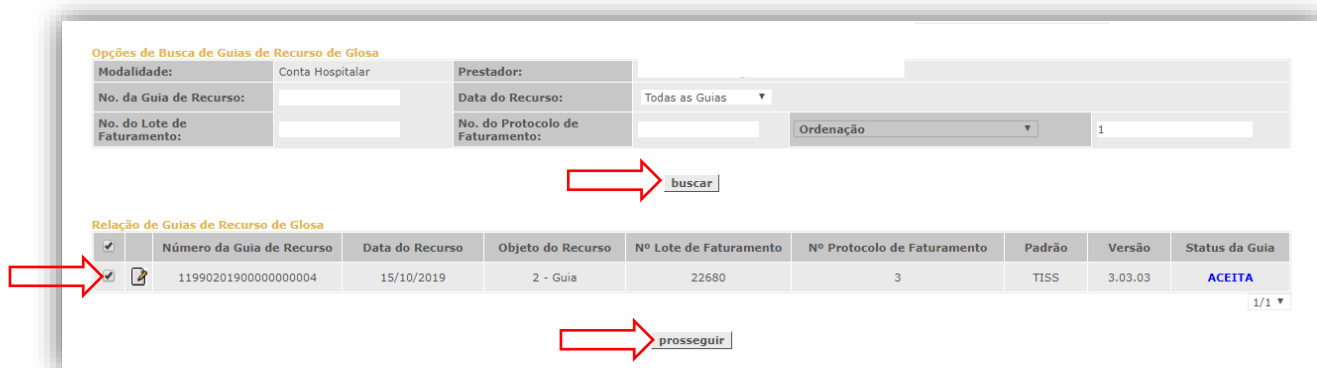 Opções de Busca de Guias de Recurso de Glosa
Modalidade: Conta Hospitalar Prestador:
No. da Guia de Recurso: Data do Recurso: Todas as Guias
No. do Lote de Faturamento: No. do Protocolo de Faturamento: Ordenação 1
buscar
Relação de Guias de Recurso de Glosa
Número da Guia de Recurso Data do Recurso Objeto do Recurso Nº Lote de Faturamento Nº Protocolo de Faturamento Padrão Versão Status da Guia
11990201900000000004 15/10/2019 2 - Guia 22680 3 TISS 3.03.03 ACEITA
1/1
prosseguir